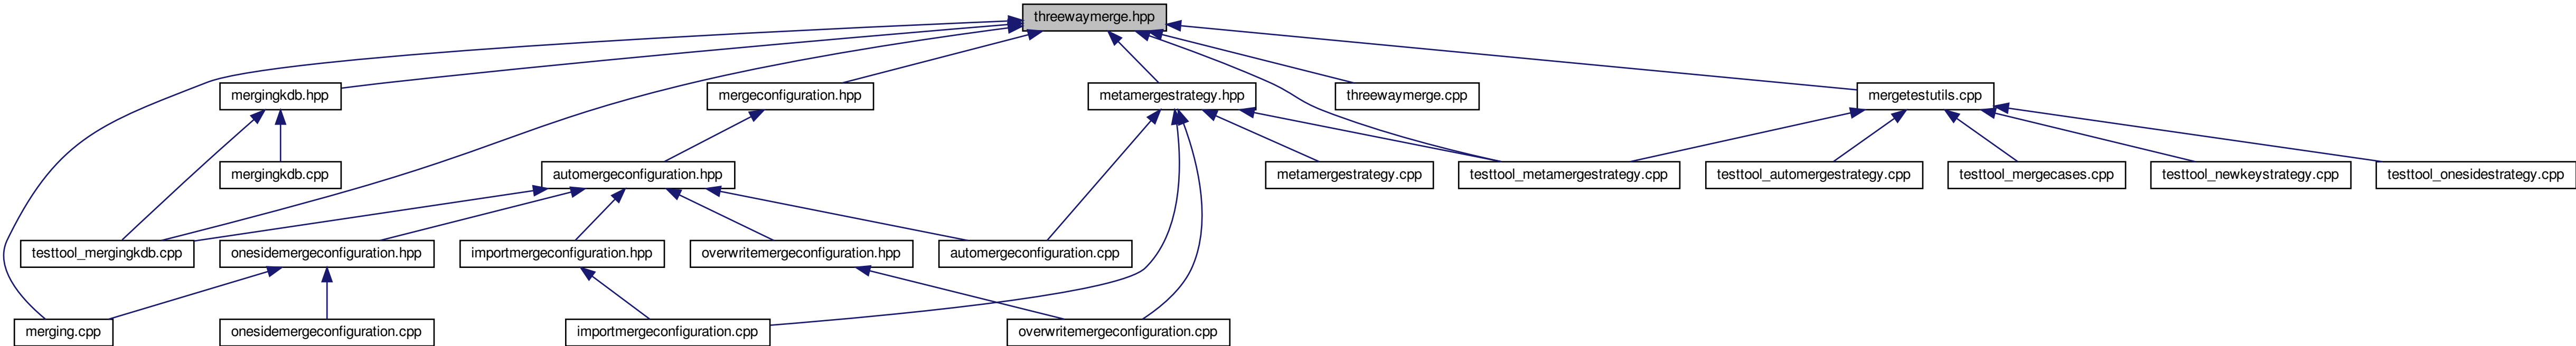 threewaymerge.hpp
mergingkdb.hpp
mergeconfiguration.hpp
metamergestrategy.hpp
threewaymerge.cpp
mergetestutils.cpp
mergingkdb.cpp
automergeconfiguration.hpp
metamergestrategy.cpp
testtool_metamergestrategy.cpp
testtool_automergestrategy.cpp
testtool_mergecases.cpp
testtool_newkeystrategy.cpp
testtool_onesidestrategy.cpp
testtool_mergingkdb.cpp
onesidemergeconfiguration.hpp
importmergeconfiguration.hpp
overwritemergeconfiguration.hpp
automergeconfiguration.cpp
merging.cpp
onesidemergeconfiguration.cpp
importmergeconfiguration.cpp
overwritemergeconfiguration.cpp